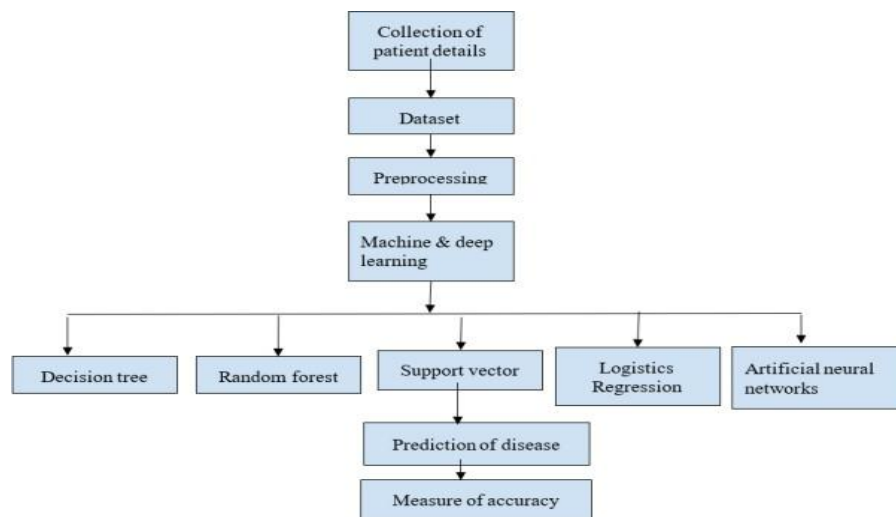 Collection of
patient details
Dataset
Preprocessing
Machine & deep
learning
Decision tree
Random forest
Support vector
Logistics
Regression
Artificial neural
networks
Prediction of disease
Measure of accuracy